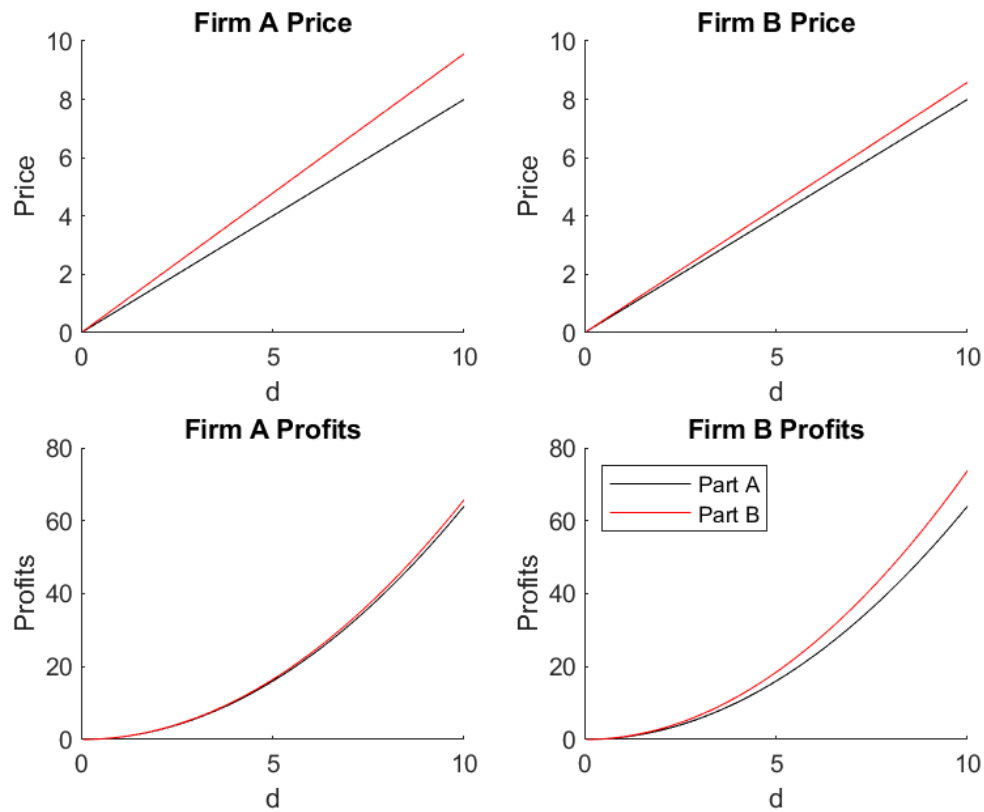 Firm A Price
10
8
6
4
2
0
Price
0 5 10
d
Firm B Price
10
8
6
4
2
0
Price
0 5 10
d
Firm A Profits
80
60
40
20
0
Profits
0 5 10
d
Firm B Profits
80
60
40
20
0
Profits
Part A
Part B
0 5 10
d